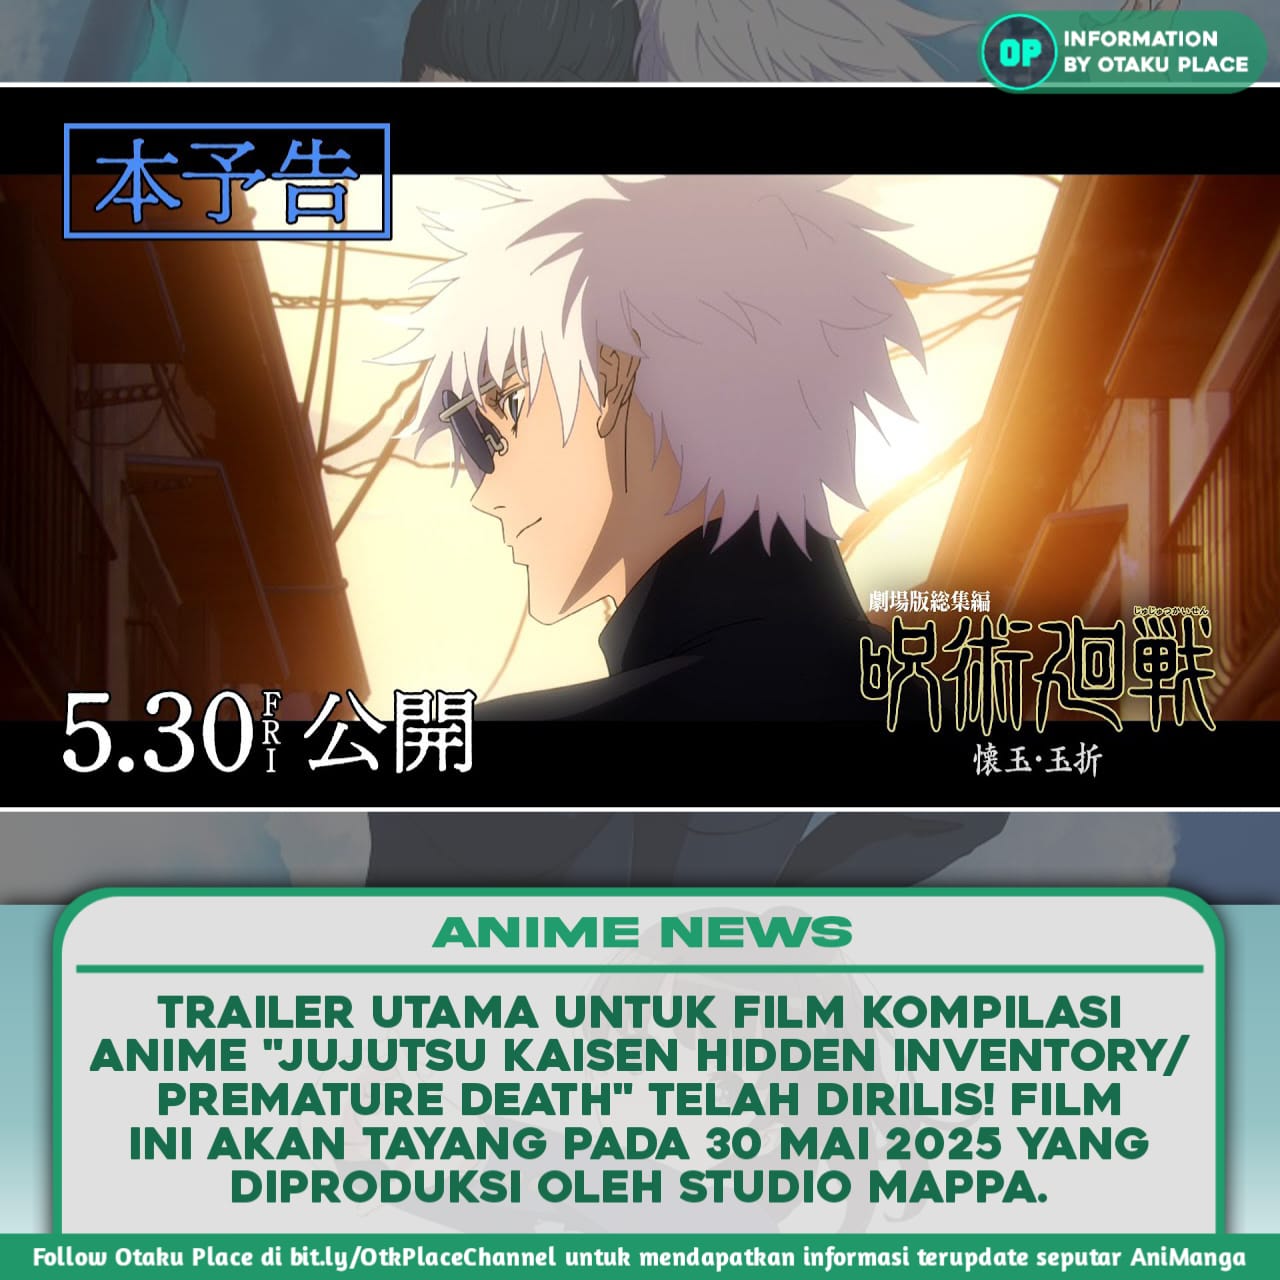 OP
INFORMATION
BY OTAKU PLACE
本予告
劇場版総集編
じゅじゅつかいせん
呪術廻戦
懐玉・玉折
5.30 FRI 公開
ANIME NEWS
TRAILER UTAMA UNTUK FILM KOMPILASI
ANIME "JUJUTSU KAISEN HIDDEN INVENTORY/
PREMATURE DEATH" TELAH DIRILIS! FILM
INI AKAN TAYANG PADA 30 MAI 2025 YANG
DIPRODUKSI OLEH STUDIO MAPPA.
Follow Otaku Place di bit.ly/OtkPlaceChannel untuk mendapatkan informasi terupdate seputar AniManga